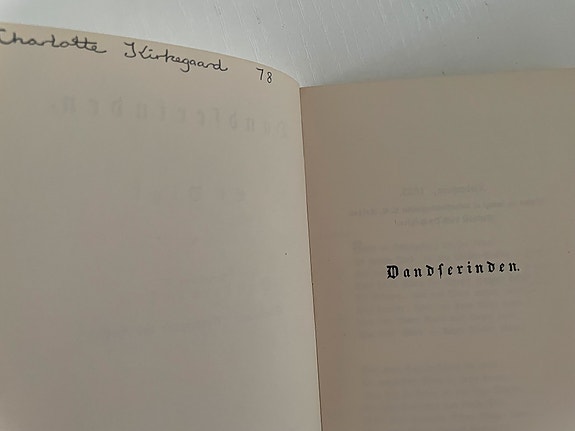 Charlotte Kirkegaard 78
Dandserinden.